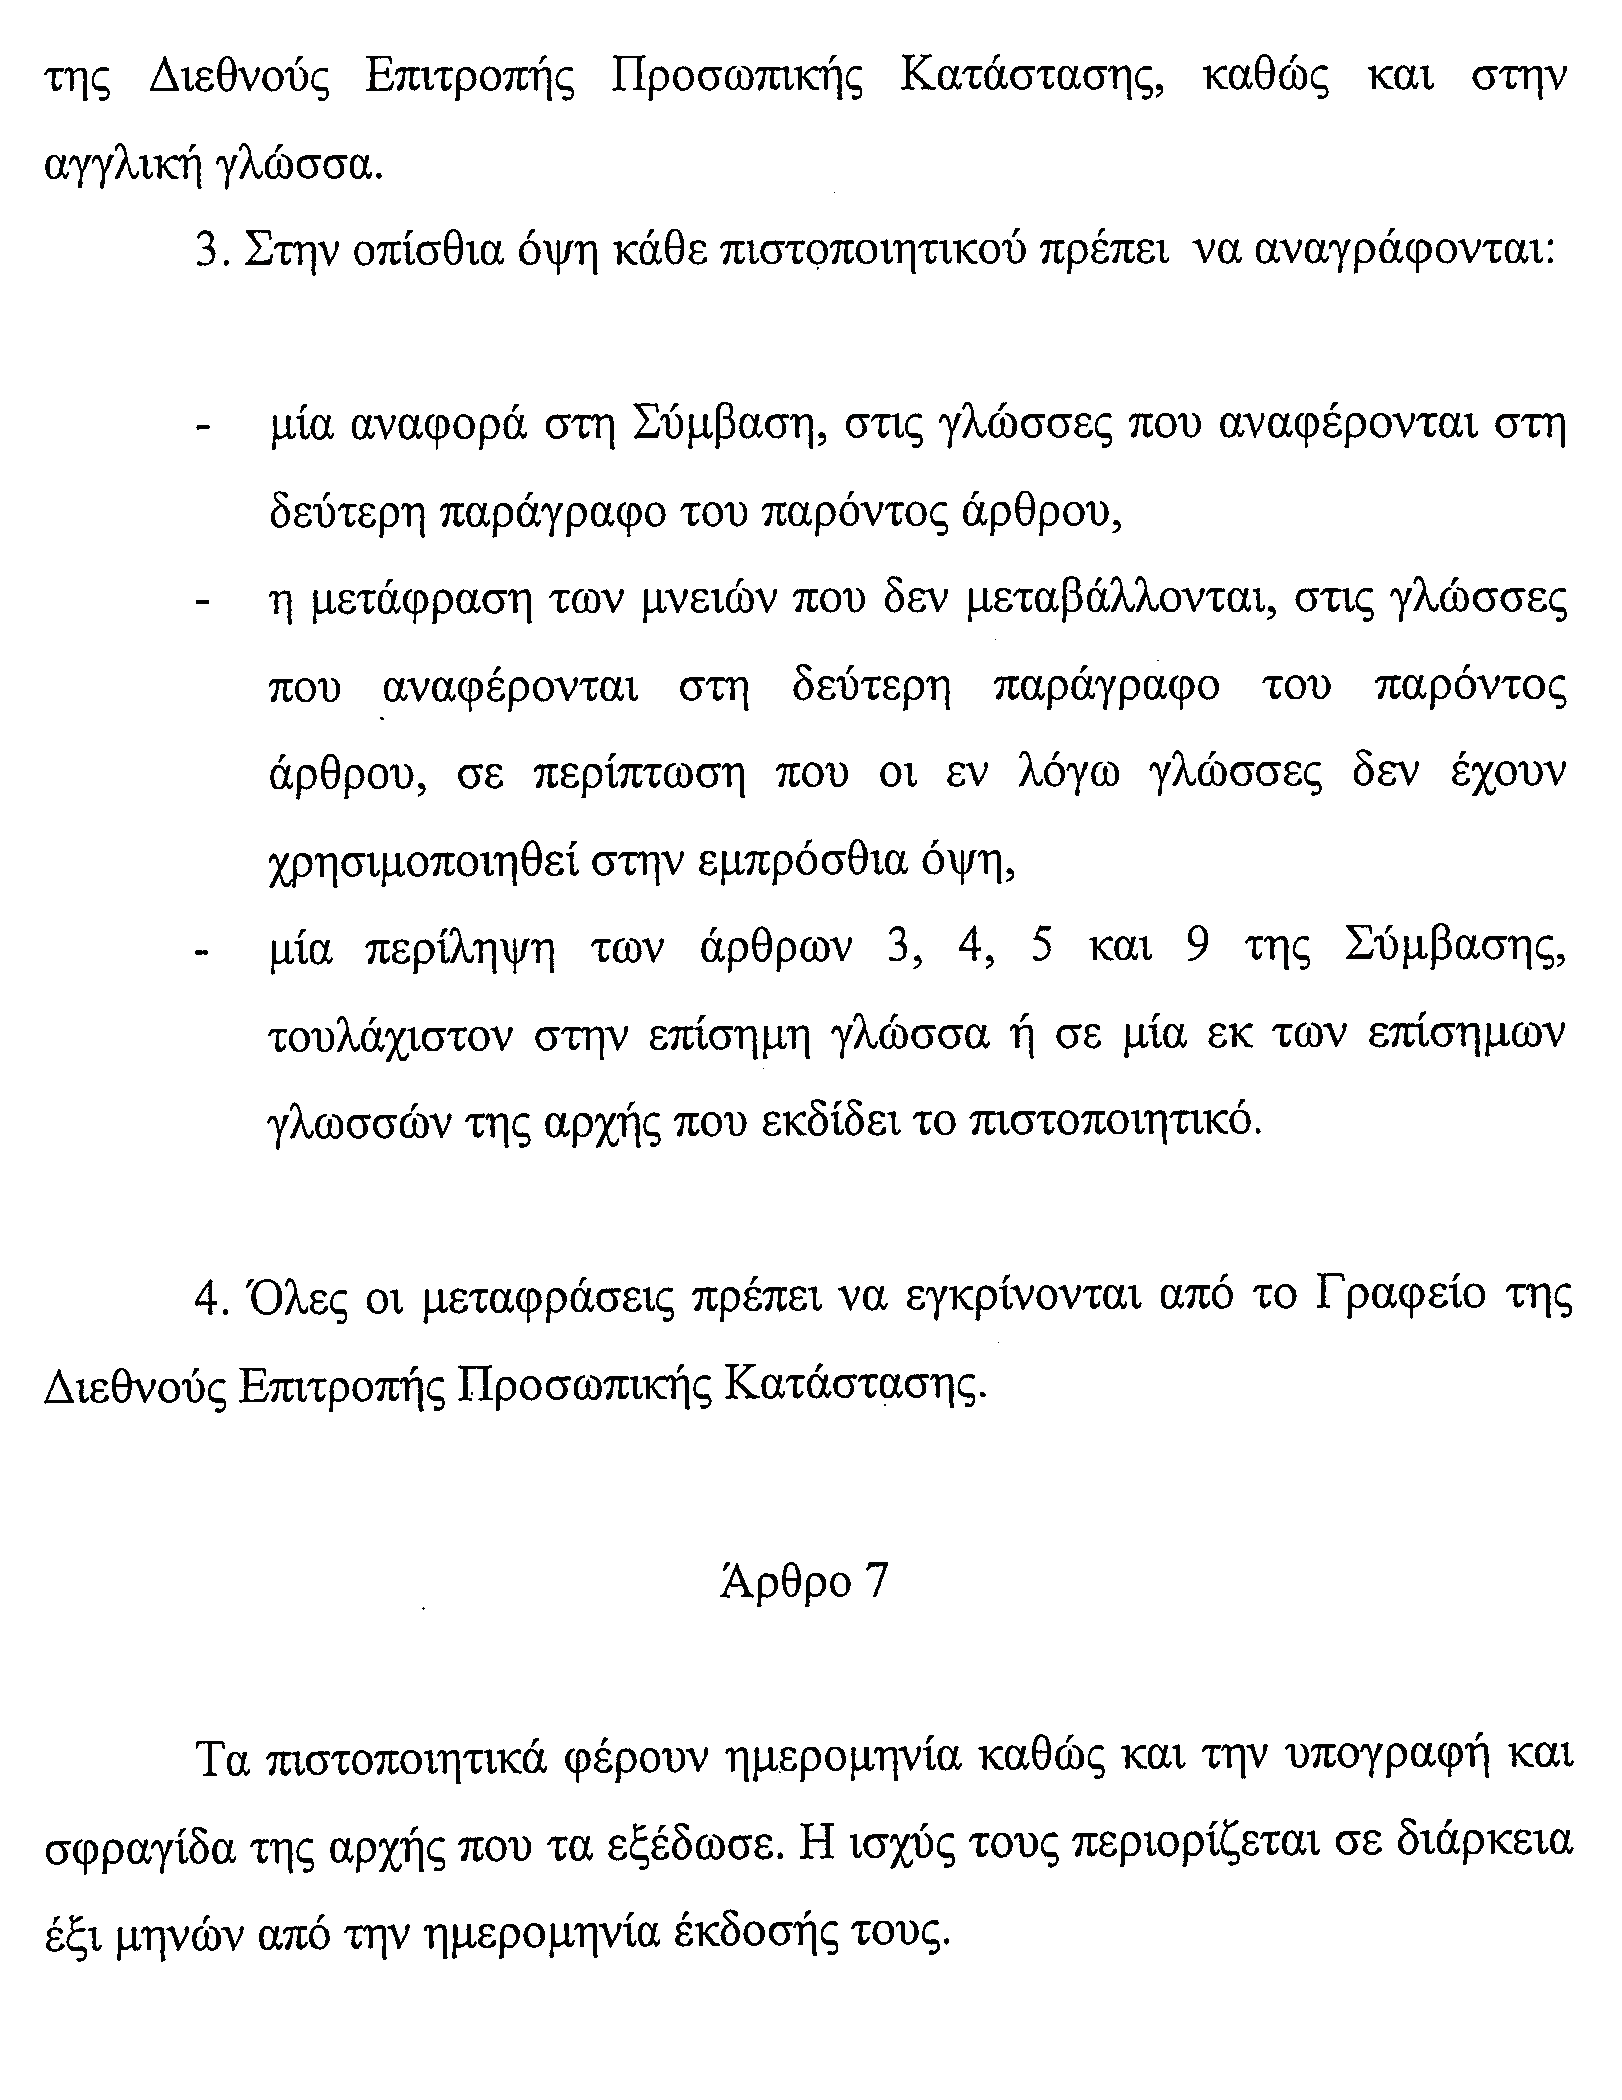 της Διεθνούς Επιτροπής Προσωπικής Κατάστασης, καθώς και στην
αγγλική γλώσσα.
3. Στην οπίσθια όψη κάθε πιστοποιητικού πρέπει να αναγράφονται:
- μία αναφορά στη Σύμβαση, στις γλώσσες που αναφέρονται στη
δεύτερη παράγραφο του παρόντος άρθρου,
- η μετάφραση των μνειών που δεν μεταβάλλονται, στις γλώσσες
που αναφέρονται στη δεύτερη παράγραφο του παρόντος
άρθρου, σε περίπτωση που οι εν λόγω γλώσσες δεν έχουν
χρησιμοποιηθεί στην εμπρόσθια όψη,
- μία περίληψη των άρθρων 3, 4, 5 και 9 της Σύμβασης,
τουλάχιστον στην επίσημη γλώσσα ή σε μία εκ των επίσημων
γλωσσών της αρχής που εκδίδει το πιστοποιητικό.
4. Όλες οι μεταφράσεις πρέπει να εγκρίνονται από το Γραφείο της
Διεθνούς Επιτροπής Προσωπικής Κατάστασης.
Άρθρο 7
Τα πιστοποιητικά φέρουν ημερομηνία καθώς και την υπογραφή και
σφραγίδα της αρχής που τα εξέδωσε. Η ισχύς τους περιορίζεται σε διάρκεια
έξι μηνών από την ημερομηνία έκδοσής τους.